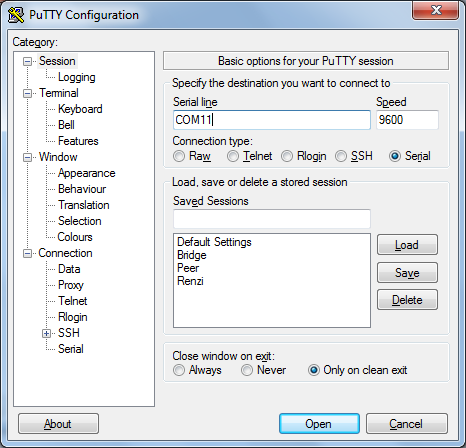 PuTTY Configuration
Category:
Session
Logging
Terminal
Keyboard
Bell
Features
Window
Appearance
Behaviour
Translation
Selection
Colours
Connection
Data
Proxy
Telnet
Rlogin
SSH
Serial
Basic options for your PuTTY session
Specify the destination you want to connect to
Serial line Speed
COM11 9600
Connection type:
Raw Telnet Rlogin SSH Serial
Load, save or delete a stored session
Saved Sessions
Default Settings
Bridge
Peer
Renzi
Load
Save
Delete
Close window on exit:
Always Never Only on clean exit
About Open Cancel